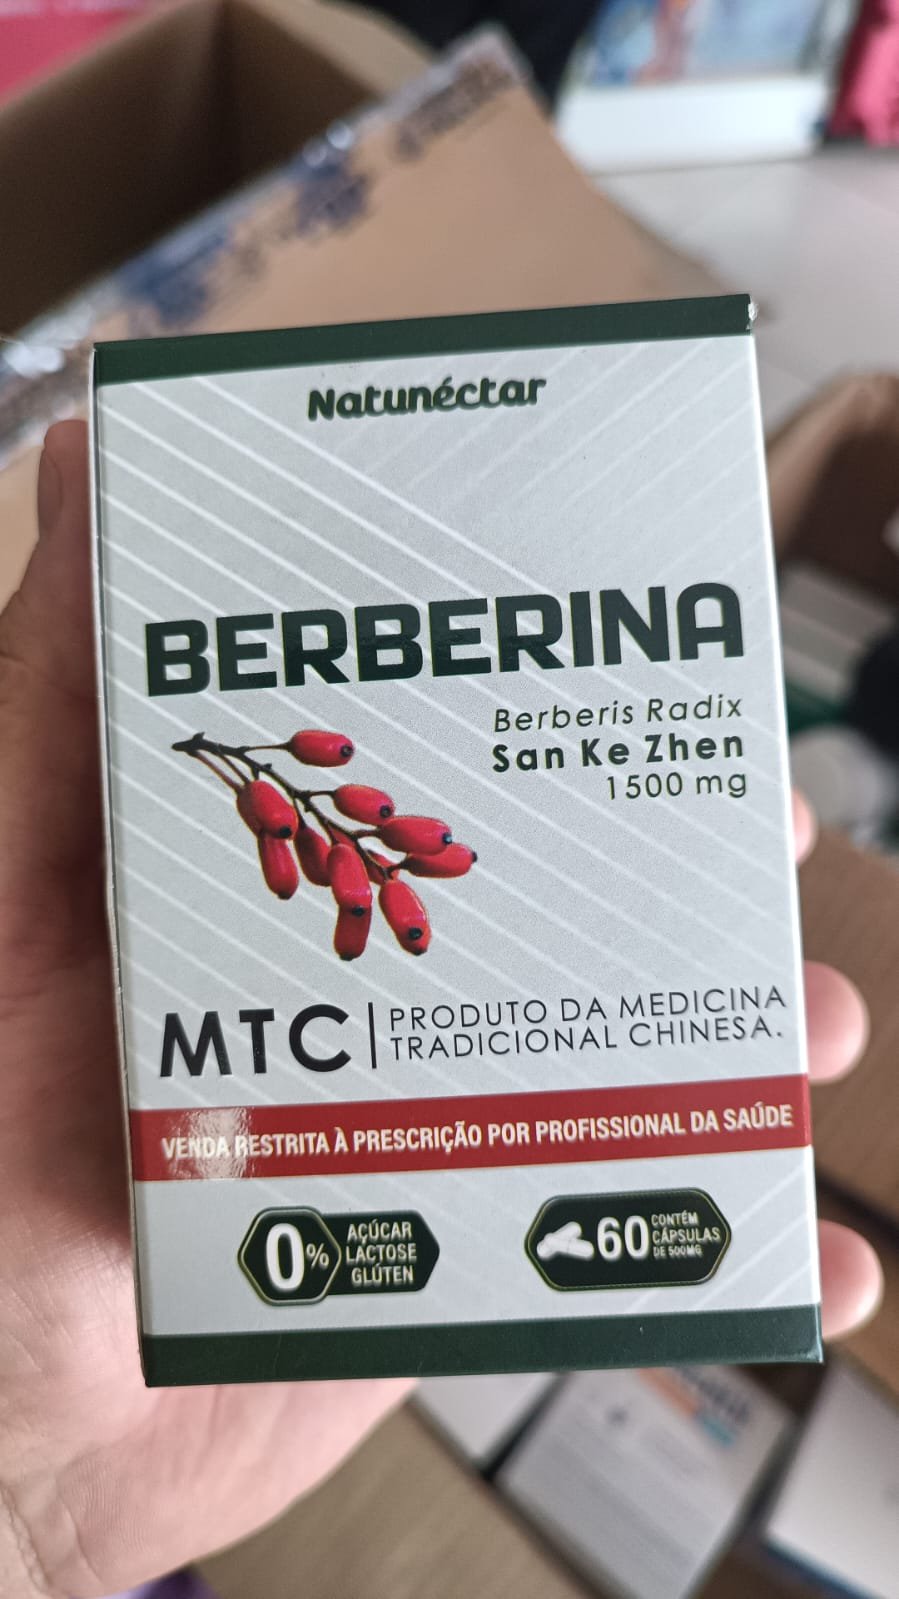 Natunéctar
BERBERINA
Berberis Radix
San Ke Zhen
1500 mg
MTC
PRODUTO DA MEDICINA
TRADICIONAL CHINESA.
VENDA RESTRITA À PRESCRIÇÃO POR PROFISSIONAL DA SAÚDE
0%
AÇÚCAR
LACTOSE
GLÚTEN
60
CONTÉM
CÁPSULAS
DE 500MG